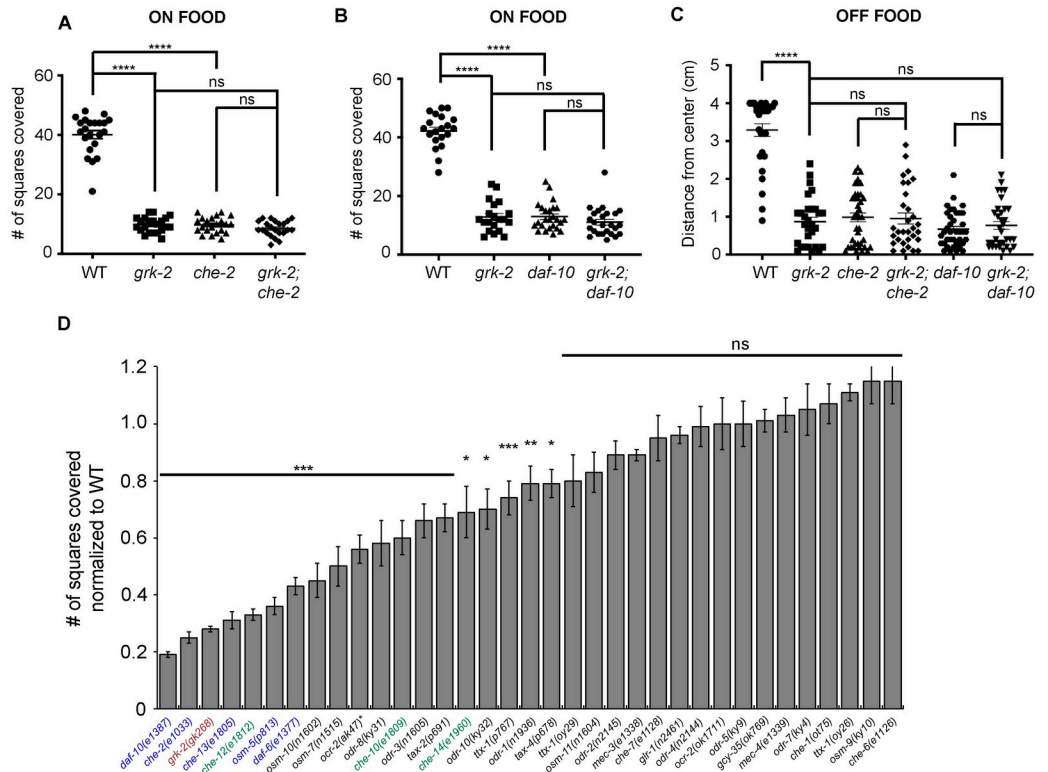 A
ON FOOD
****
****
ns
ns
# of squares covered
60
40
20
0
WT
grk-2
che-2
grk-2;
che-2
B
ON FOOD
****
****
ns
ns
# of squares covered
60
40
20
0
WT
grk-2
daf-10
grk-2;
daf-10
C
OFF FOOD
****
ns
ns
ns
ns
Distance from center (cm)
5
4
3
2
1
0
WT
grk-2
che-2
grk-2;
che-2
daf-10
grk-2;
daf-10
D
# of squares covered
normalized to WT
1.2
1.0
0.8
0.6
0.4
0.2
0
***
*
*
***
**
*
ns
daf-10(e1387)
che-2(e1033)
grk-2(gk268)
che-13(e1805)
che-12(e1812)
osm-5(p813)
daf-6(e1377)
osm-10(n1602)
osm-7(n1515)
ocr-2(ak47)*
odr-8(ky31)
che-10(e1809)
odr-3(n1605)
tax-2(p691)
che-14(e1960)
odr-10(ky32)
ttx-1(p767)
odr-1(n1936)
tax-4(p678)
ttx-1(oy29)
osm-11(n1604)
odr-2(n2145)
mec-3(e1338)
che-7(e1128)
glr-1(n2461)
odr-4(n2144)
ocr-2(ok1711)
odr-5(ky9)
gcy-35(ok769)
mec-4(e1339)
odr-7(ky4)
che-1(ot75)
ttx-1(oy26)
osm-9(ky10)
che-6(e1126)